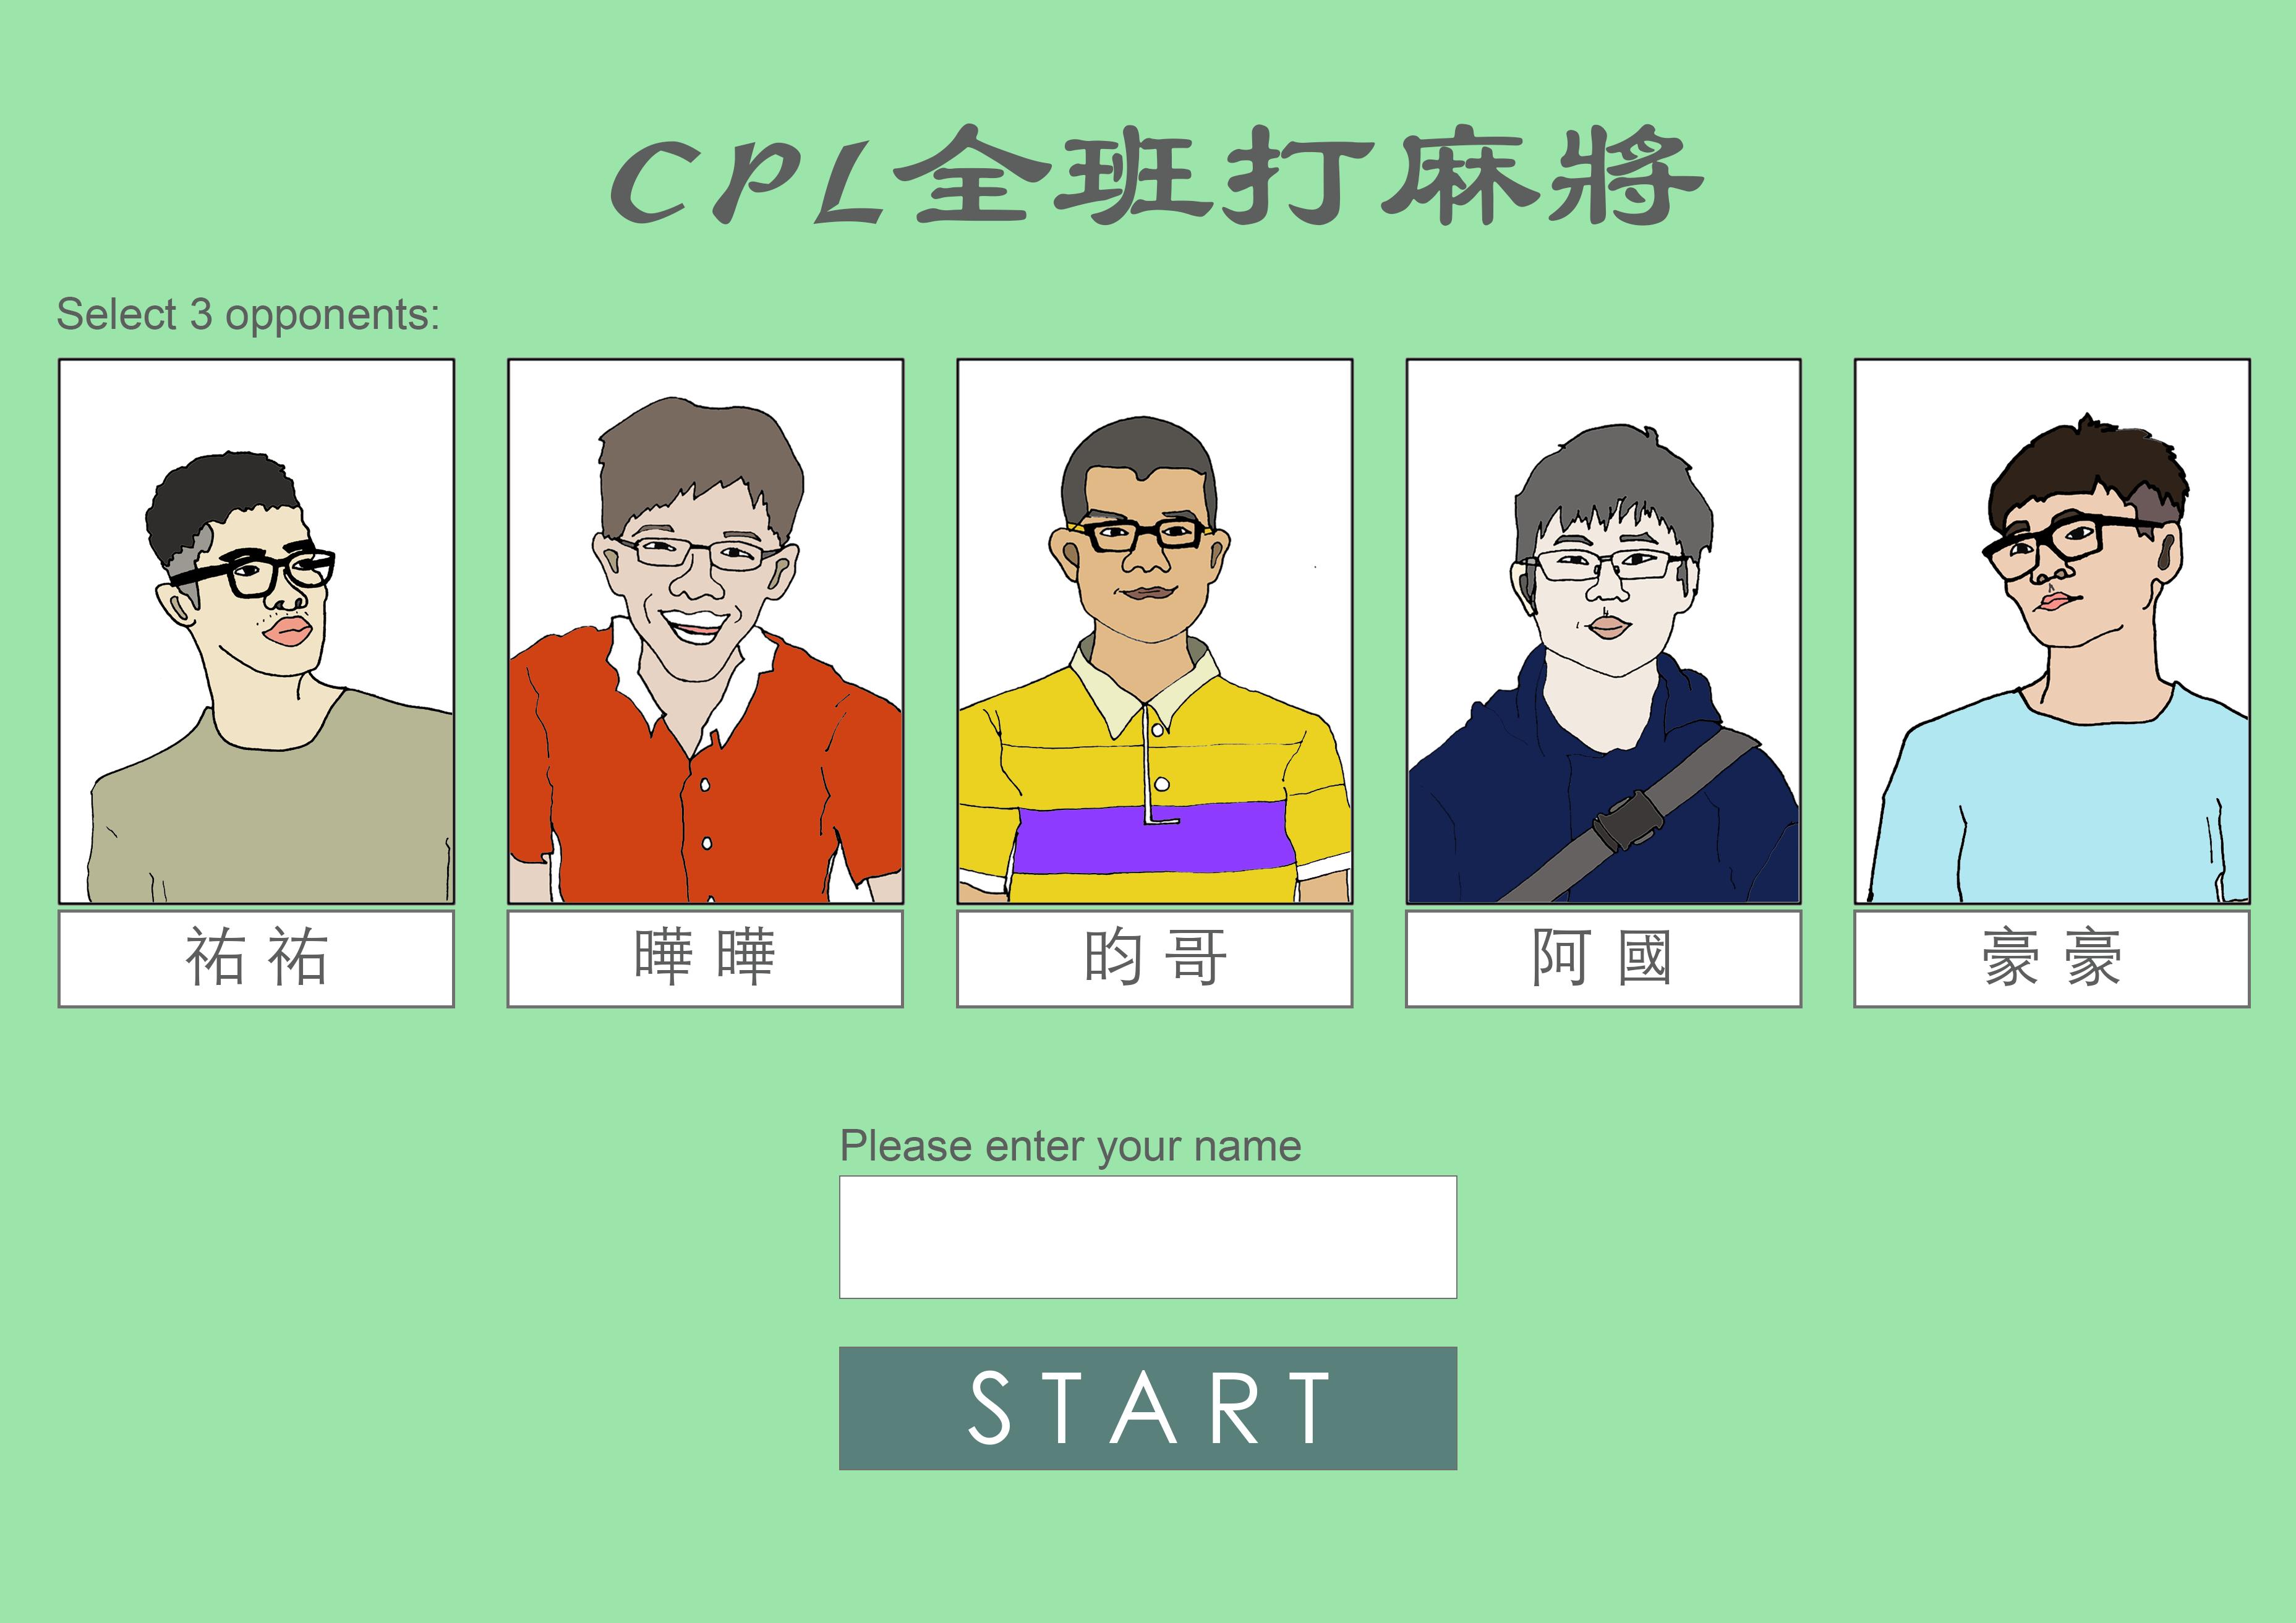 CPL全班打麻將
Select 3 opponents:
祐祐
曄曄
昀哥
阿國
豪豪
Please enter your name
START